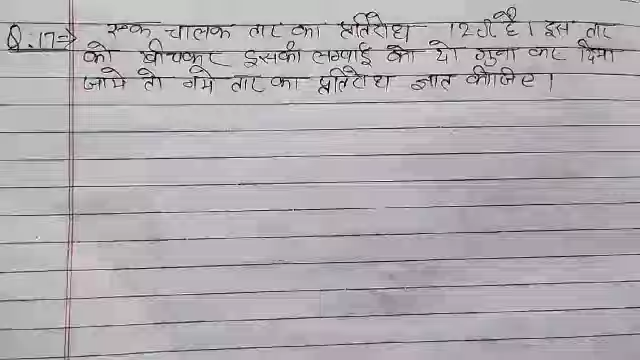 Q.17⇒ एक चालक तार का प्रतिरोध 12Ω है। इस तार
को खींचकर इसकी लम्बाई को दो गुना कर दिया
जाये तो नये तार का प्रतिरोध ज्ञात कीजिए।